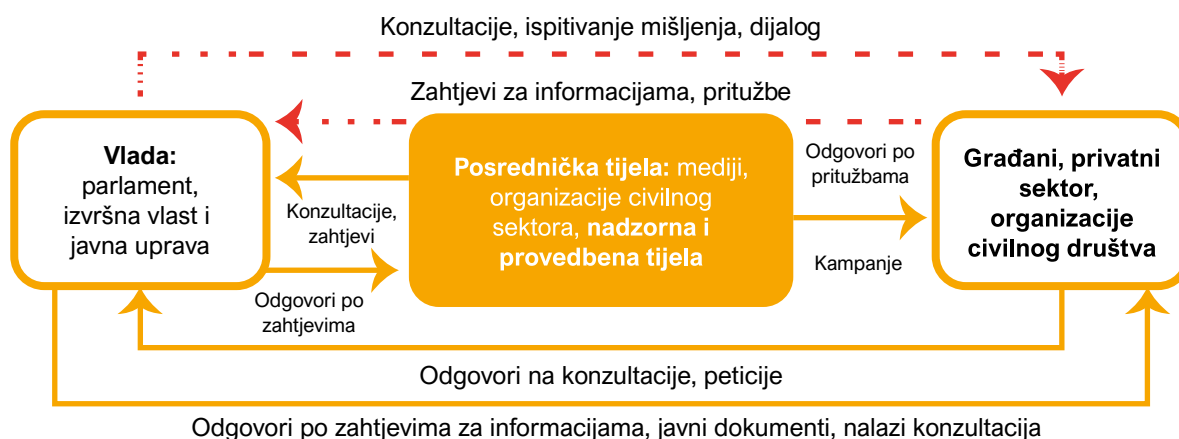 Konzultacije, ispitivanje mišljenja, dijalog
Zahtjevi za informacijama, pritužbe
Vlada:
parlament,
izvršna vlast i
javna uprava
Konzultacije,
zahtjevi
Odgovori po
zahtjevima
Posrednička tijela: mediji,
organizacije civilnog
sektora, nadzorna i
provedbena tijela
Odgovori po
pritužbama
Kampanje
Građani, privatni
sektor,
organizacije
civilnog društva
Odgovori na konzultacije, peticije
Odgovori po zahtjevima za informacijama, javni dokumenti, nalazi konzultacija